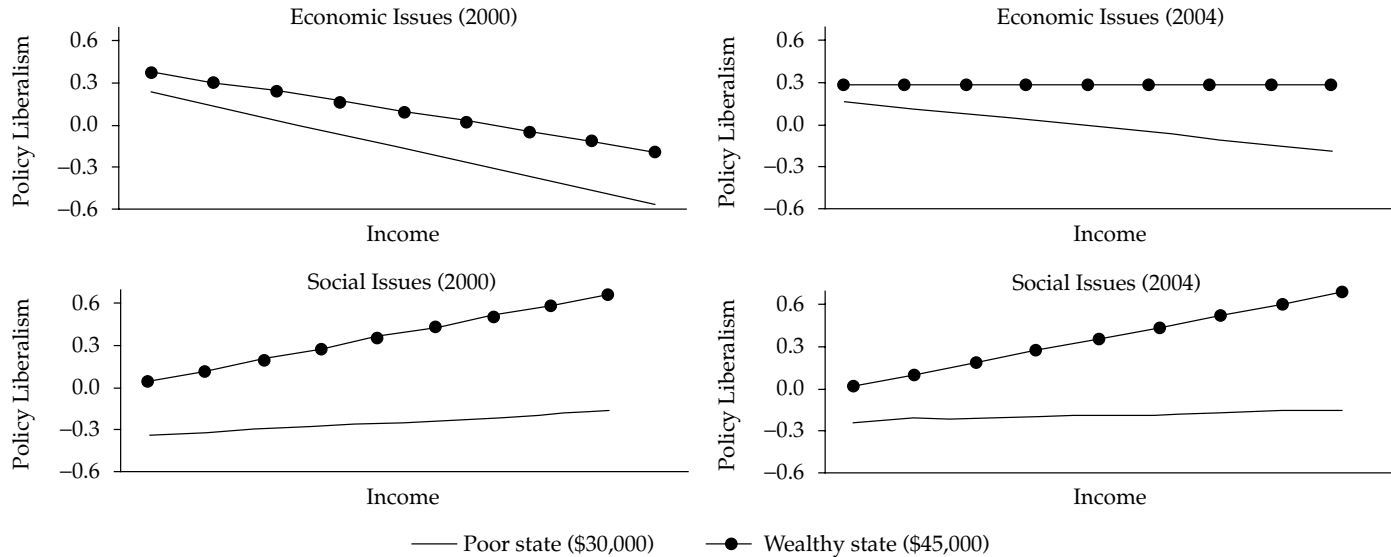 Economic Issues (2000)
Policy Liberalism
0.6
0.3
0.0
–0.3
–0.6
Income
Economic Issues (2004)
Policy Liberalism
0.6
0.3
0.0
–0.3
–0.6
Income
Social Issues (2000)
Policy Liberalism
0.6
0.3
0.0
–0.3
–0.6
Income
Social Issues (2004)
Policy Liberalism
0.6
0.3
0.0
–0.3
–0.6
Income
Poor state ($30,000) Wealthy state ($45,000)